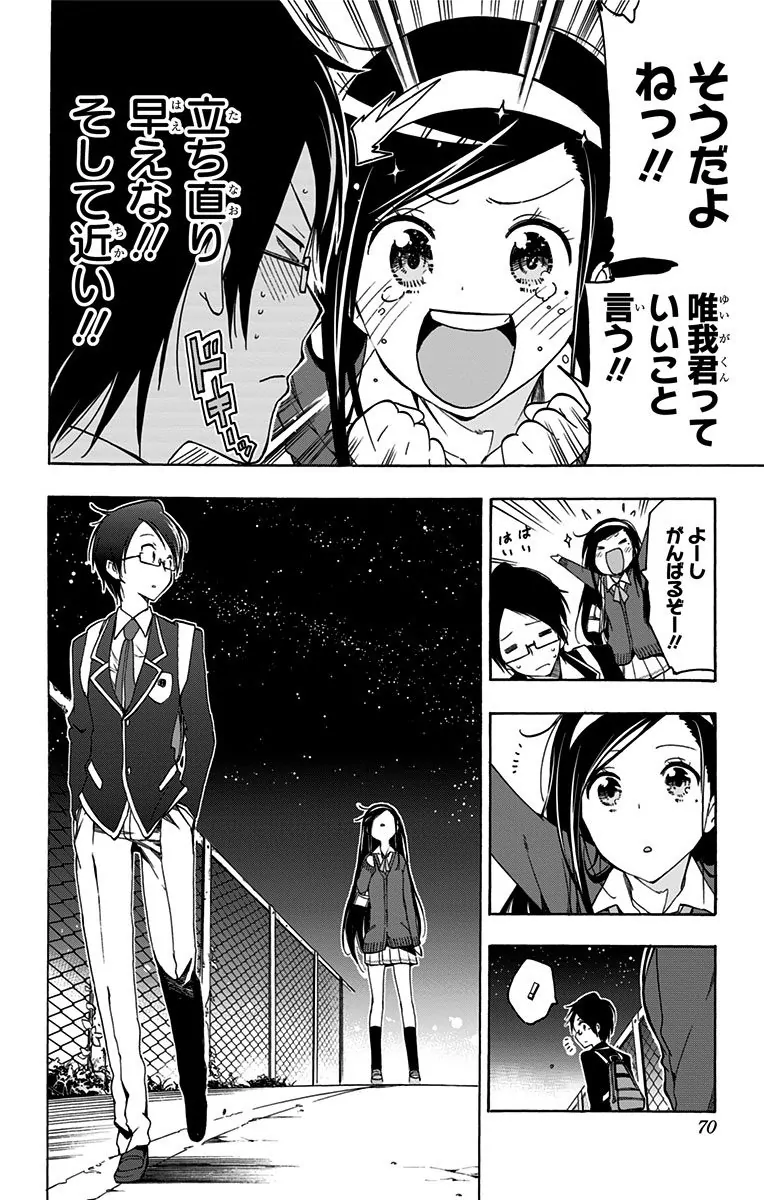 そうだよ
ねっ!!
唯我君って
いいこと
言う!!
立ち直り
早えな!!
そして近い!!
ドキーッ
よーし
がんばるぞー!!
はい
はい
70